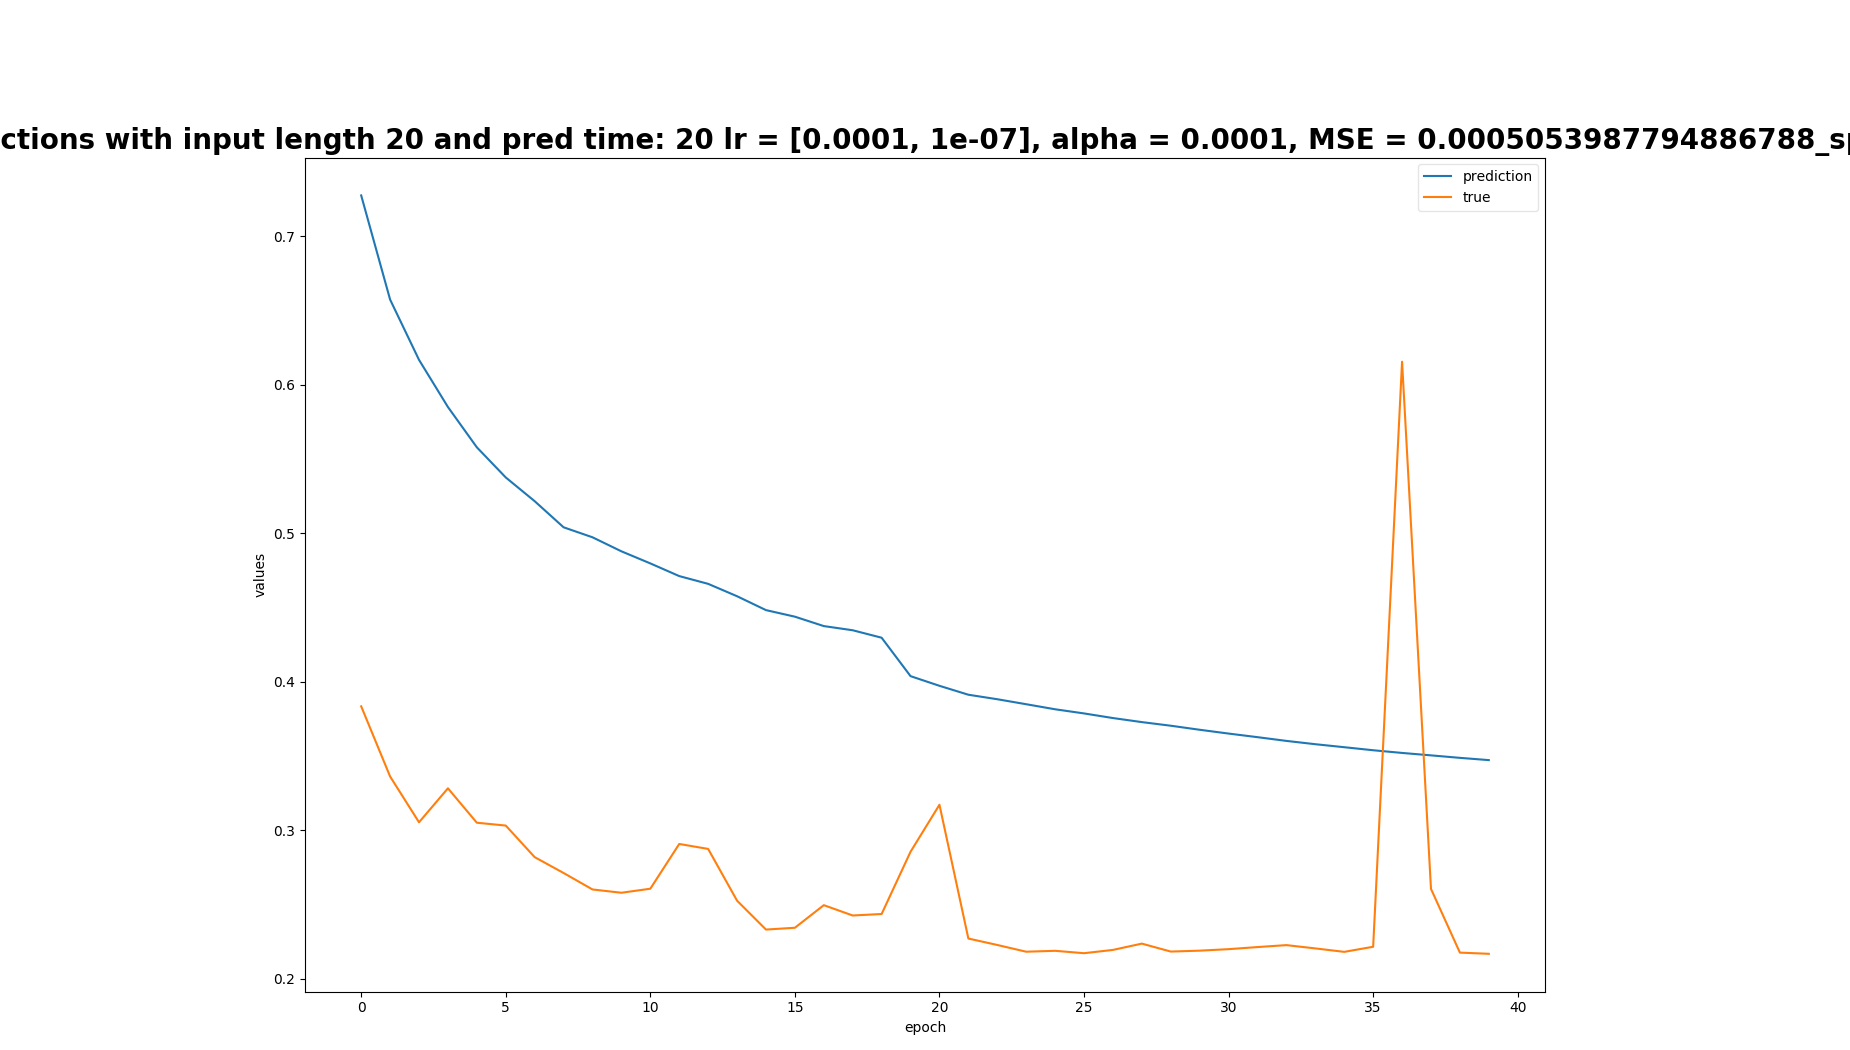 ctions with input length 20 and pred time: 20 lr = [0.0001, 1e-07], alpha = 0.0001, MSE = 0.0005053987794886788_sp
prediction
true
0.7
0.6
0.5
0.4
0.3
0.2
values
0 5 10 15 20 25 30 35 40
epoch